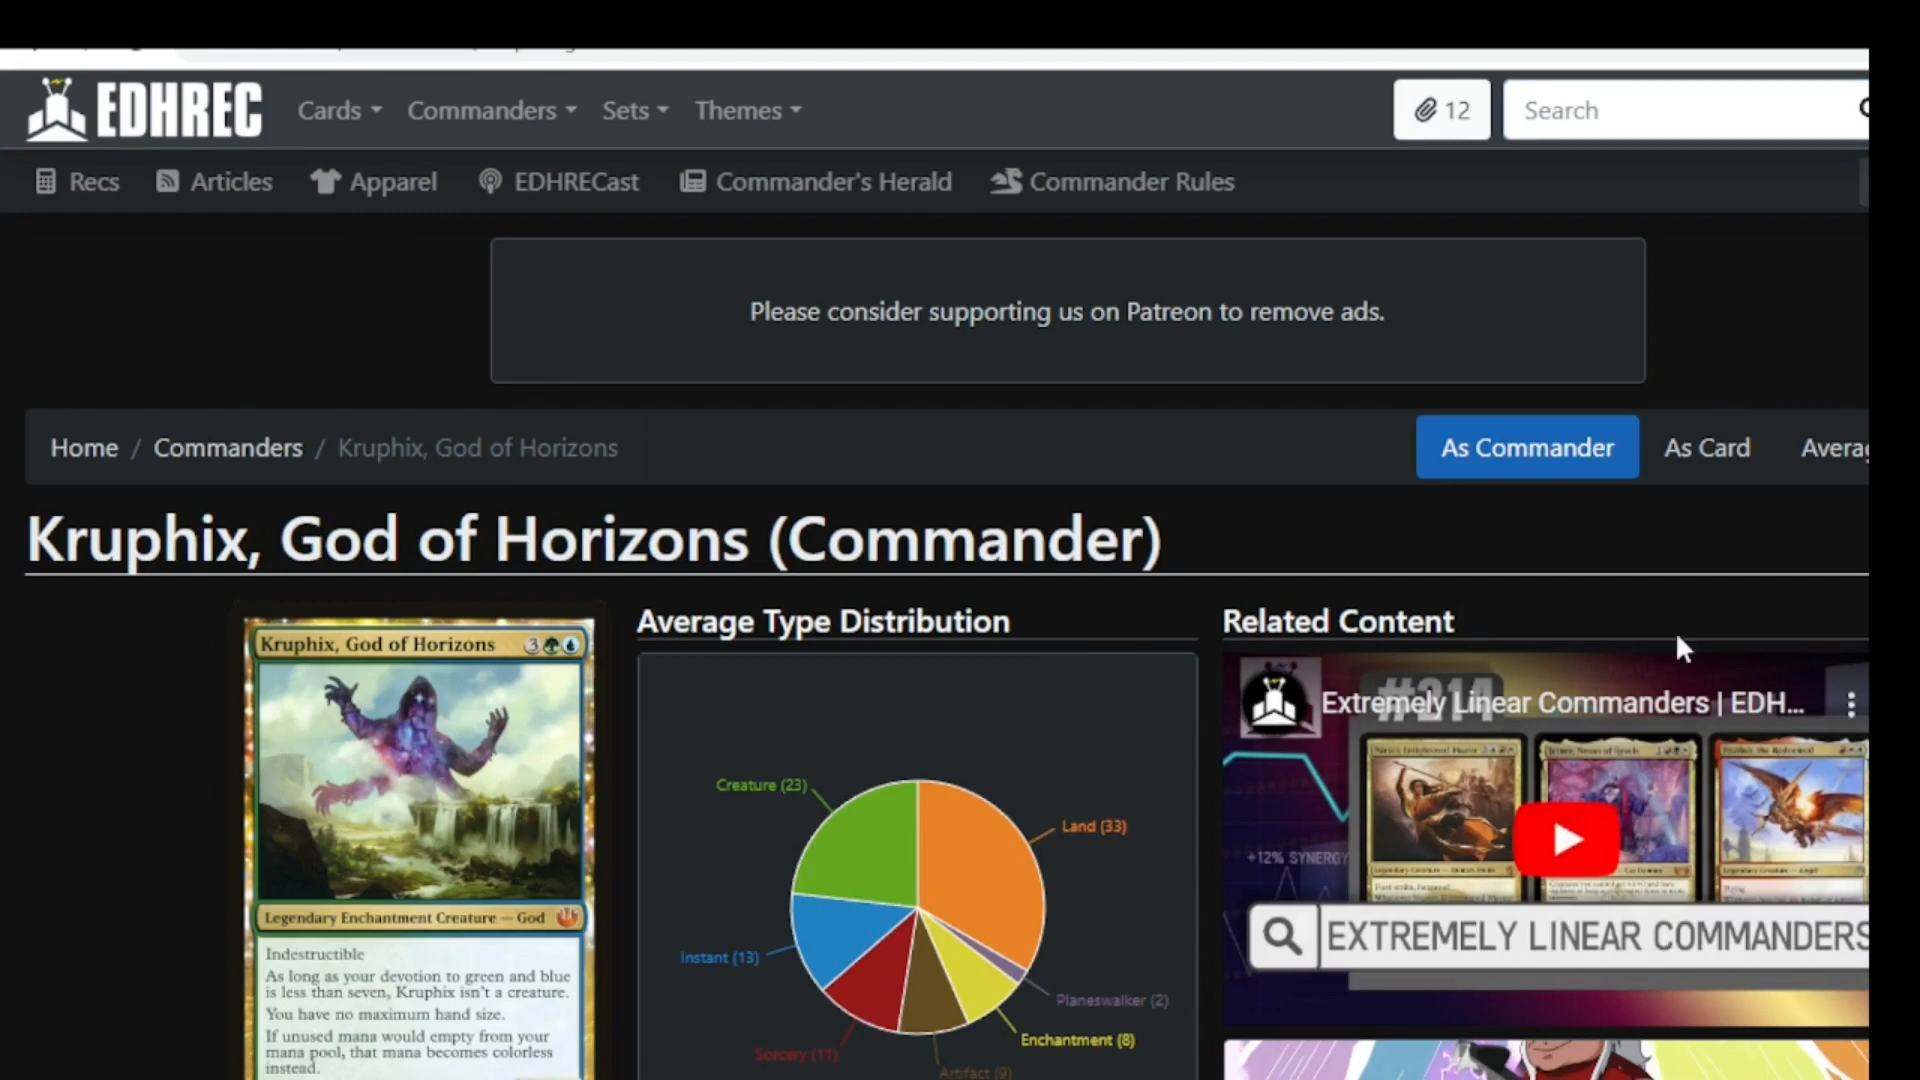 EDHREC Cards Commanders Sets Themes 12 Search
Recs Articles Apparel EDHRECast Commander's Herald Commander Rules
Please consider supporting us on Patreon to remove ads.
Home / Commanders / Kruphix, God of Horizons As Commander As Card Averag
Kruphix, God of Horizons (Commander)
Kruphix, God of Horizons 3
Legendary Enchantment Creature — God
Indestructible
As long as your devotion to green and blue
is less than seven, Kruphix isn't a creature.
You have no maximum hand size.
If unused mana would empty from your
mana pool, that mana becomes colorless
instead.
Average Type Distribution
Creature (23)
Land (33)
Instant (13)
Planeswalker (2)
Enchantment (8)
Sorcery (11)
Artifact (9)
Related Content
#214
Extremely Linear Commanders | EDH...
+12% SYNERGY
EXTREMELY LINEAR COMMANDERS